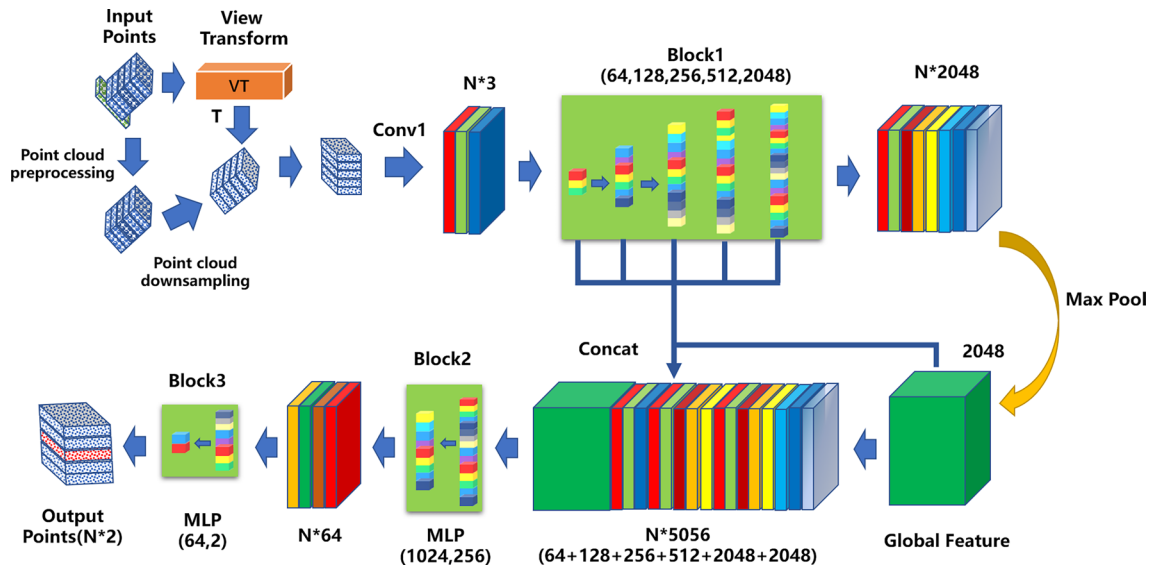 Input
Points
View
Transform
VT
T
Point cloud
preprocessing
Point cloud
downsampling
Conv1
N*3
Block1
(64,128,256,512,2048)
N*2048
Max Pool
2048
Global Feature
Concat
N*5056
(64+128+256+512+2048+2048)
Block2
MLP
(1024,256)
N*64
Block3
MLP
(64,2)
Output
Points(N*2)